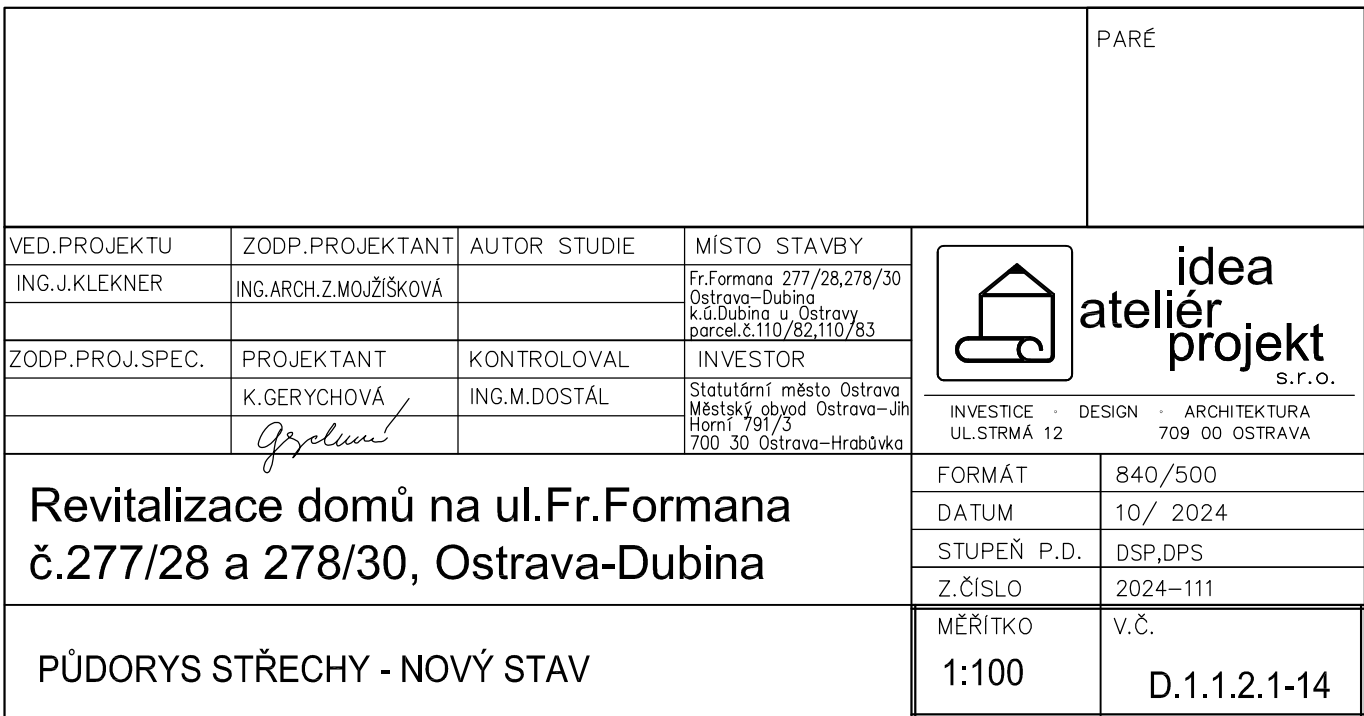 PARÉ
VED.PROJEKTU
ZODP.PROJEKTANT
AUTOR STUDIE
MÍSTO STAVBY
ING.J.KLEKNER
ING.ARCH.Z.MOJŽÍŠKOVÁ
Fr.Formana 277/28,278/30
Ostrava-Dubina
k.ú.Dubina u Ostravy
parcel.č.110/82,110/83
ZODP.PROJ.SPEC.
PROJEKTANT
KONTROLOVAL
INVESTOR
K.GERYCHOVÁ
ING.M.DOSTÁL
Statutární město Ostrava
Městský obvod Ostrava-Jih
Horní 791/3
700 30 Ostrava-Hrabůvka
idea
ateliér
projekt
s.r.o.
INVESTICE ◦ DESIGN ◦ ARCHITEKTURA
UL.STRMÁ 12 709 00 OSTRAVA
Revitalizace domů na ul.Fr.Formana
č.277/28 a 278/30, Ostrava-Dubina
FORMÁT 840/500
DATUM 10/ 2024
STUPEŇ P.D. DSP,DPS
Z.ČÍSLO 2024-111
PŮDORYS STŘECHY - NOVÝ STAV
MĚŘÍTKO
1:100
V.Č.
D.1.1.2.1-14